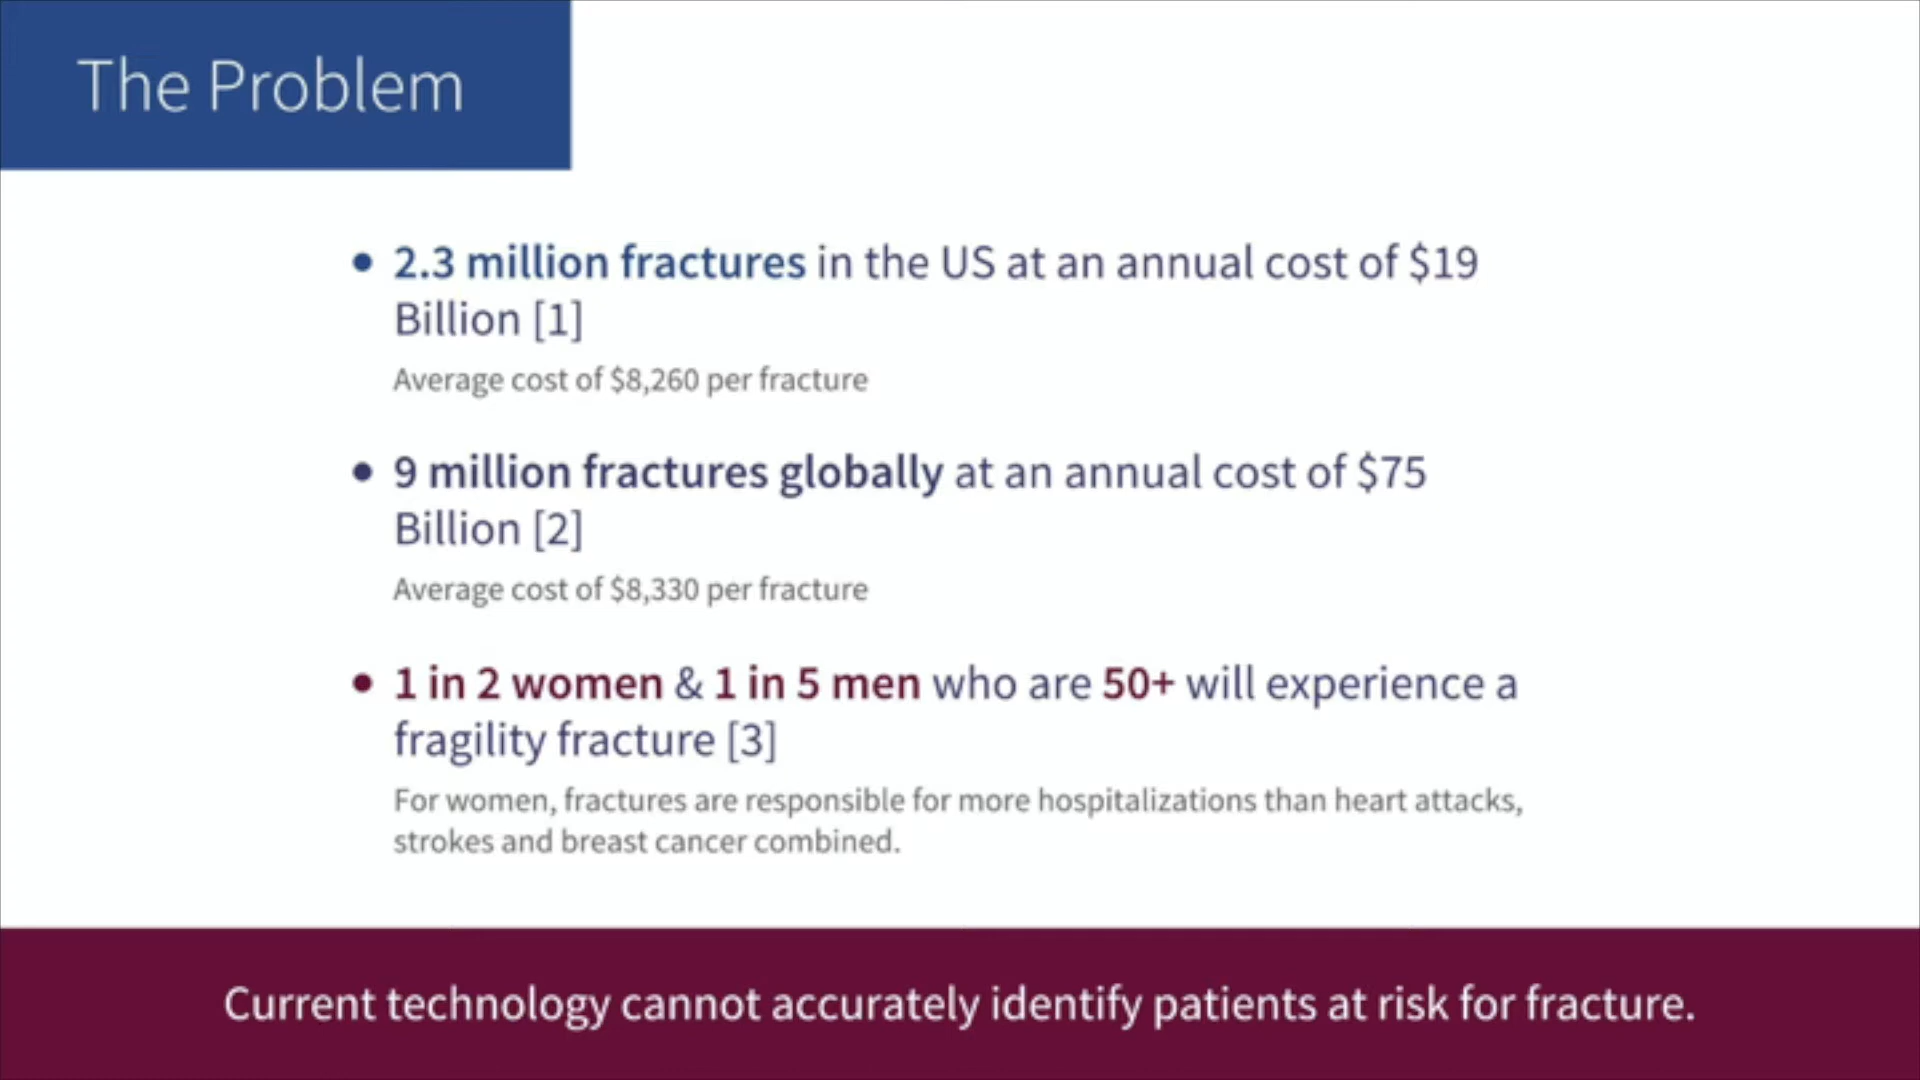 The Problem
• 2.3 million fractures in the US at an annual cost of $19
Billion [1]
Average cost of $8,260 per fracture
• 9 million fractures globally at an annual cost of $75
Billion [2]
Average cost of $8,330 per fracture
• 1 in 2 women & 1 in 5 men who are 50+ will experience a
fragility fracture [3]
For women, fractures are responsible for more hospitalizations than heart attacks,
strokes and breast cancer combined.
Current technology cannot accurately identify patients at risk for fracture.